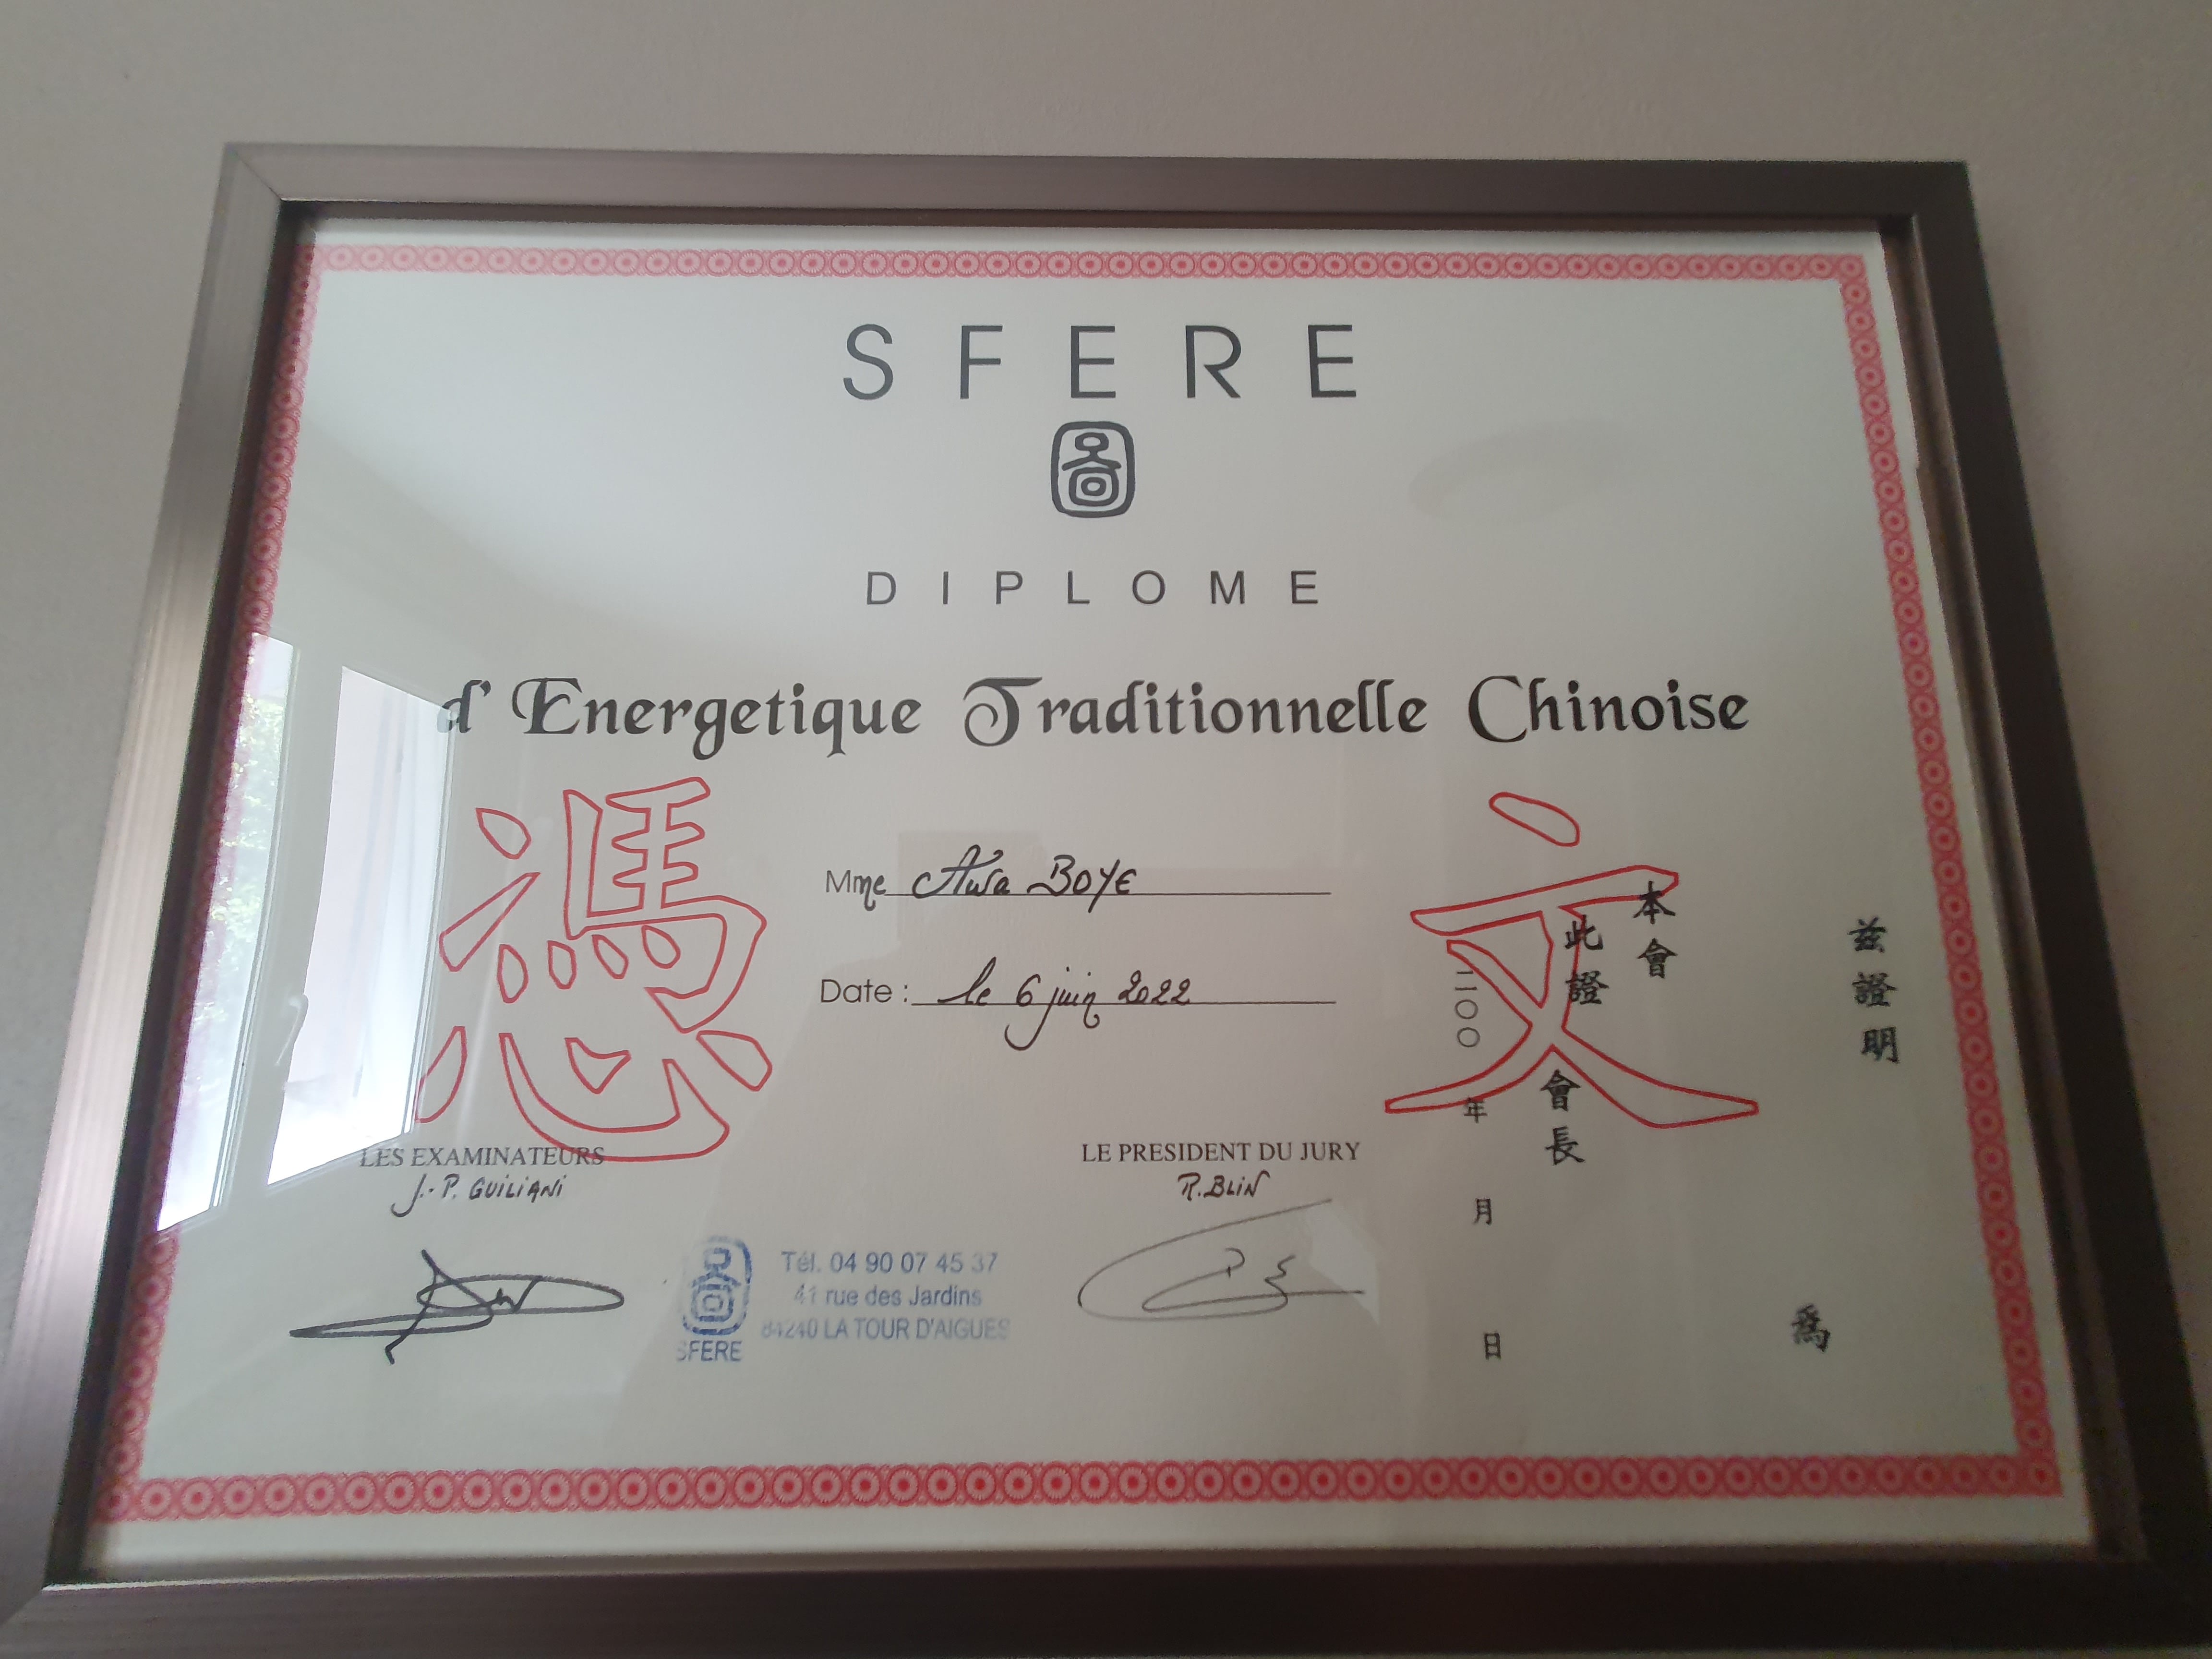 SFERE
DIPLOME
d' Energetique Traditionnelle Chinoise
憑
文
Mme Awa BOYE
Date : le 6 juin 2022
茲證明
為
本會
此證
會長
二〇〇 年 月 日
LES EXAMINATEURS
J.-P. GUILIANI
LE PRESIDENT DU JURY
R. BLIN
SFERE
Tél. 04 90 07 45 37
41 rue des Jardins
84240 LA TOUR D'AIGUES